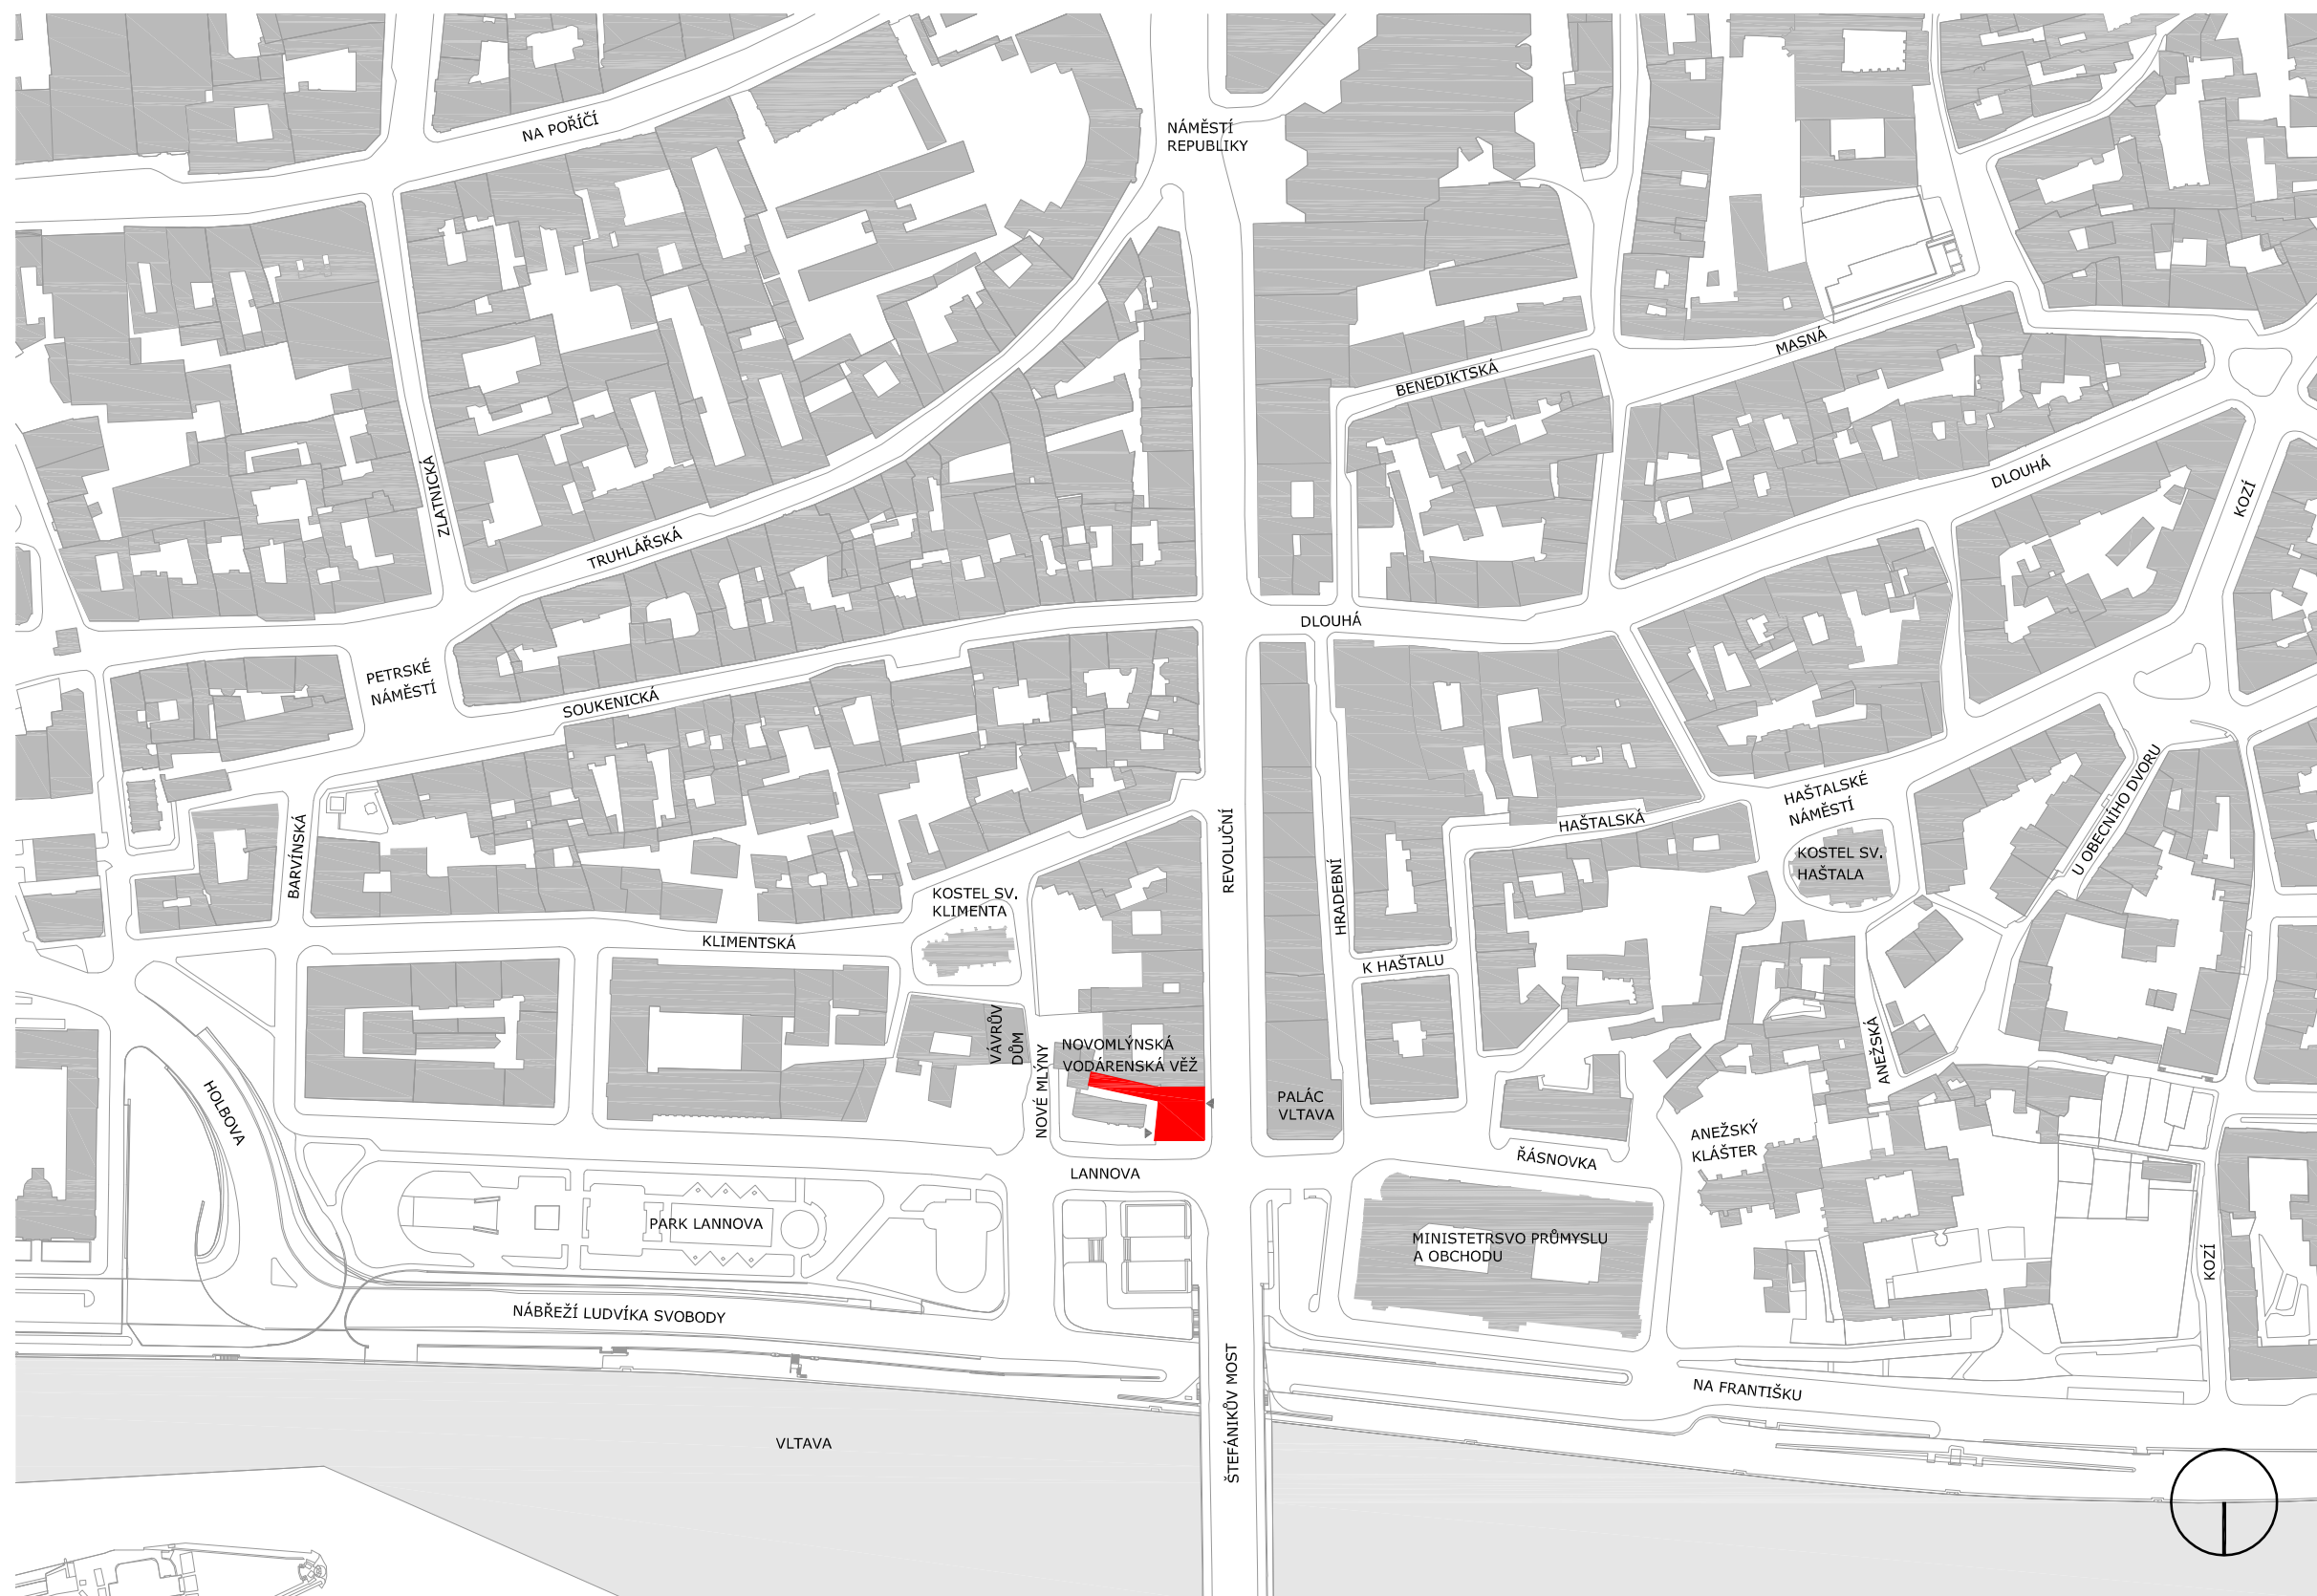 NA POŘÍČÍ
NÁMĚSTÍ
REPUBLIKY
MASNÁ
BENEDIKTSKÁ
ZLATNICKÁ
DLOUHÁ
KOZÍ
TRUHLÁŘSKÁ
DLOUHÁ
PETRSKÉ
NÁMĚSTÍ
SOUKENICKÁ
HAŠTALSKÉ
NÁMĚSTÍ
U OBECNÍHO DVORU
BARVÍNSKÁ
REVOLUČNÍ
HRADEBNÍ
HAŠTALSKÁ
KOSTEL SV.
HAŠTALA
KOSTEL SV.
KLIMENTA
KLIMENTSKÁ
K HAŠTALU
VÁVRŮV
DŮM
NOVÉ MLÝNY
NOVOMLÝNSKÁ
VODÁRENSKÁ VĚŽ
ANEŽSKÁ
HOLBOVA
PALÁC
VLTAVA
ANEŽSKÝ
KLÁŠTER
ŘÁSNOVKA
LANNOVA
PARK LANNOVA
MINISTETRSVO PRŮMYSLU
A OBCHODU
KOZÍ
NÁBŘEŽÍ LUDVÍKA SVOBODY
ŠTEFÁNIKŮV MOST
NA FRANTIŠKU
VLTAVA